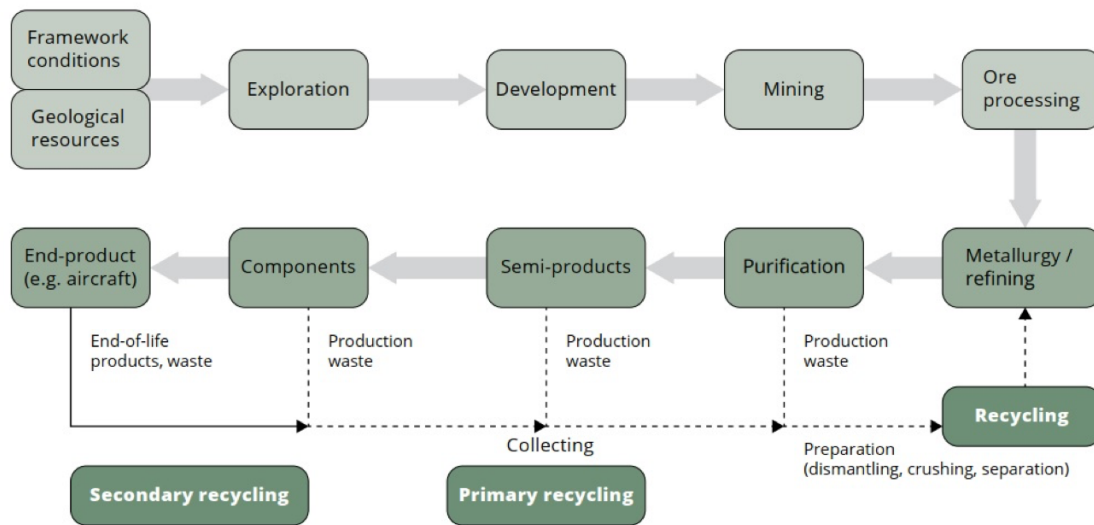 Framework
conditions
Geological
resources
Exploration
Development
Mining
Ore
processing
End-product
(e.g. aircraft)
Components
Semi-products
Purification
Metallurgy /
refining
End-of-life
products, waste
Production
waste
Production
waste
Production
waste
Recycling
Collecting
Preparation
(dismantling, crushing, separation)
Secondary recycling
Primary recycling